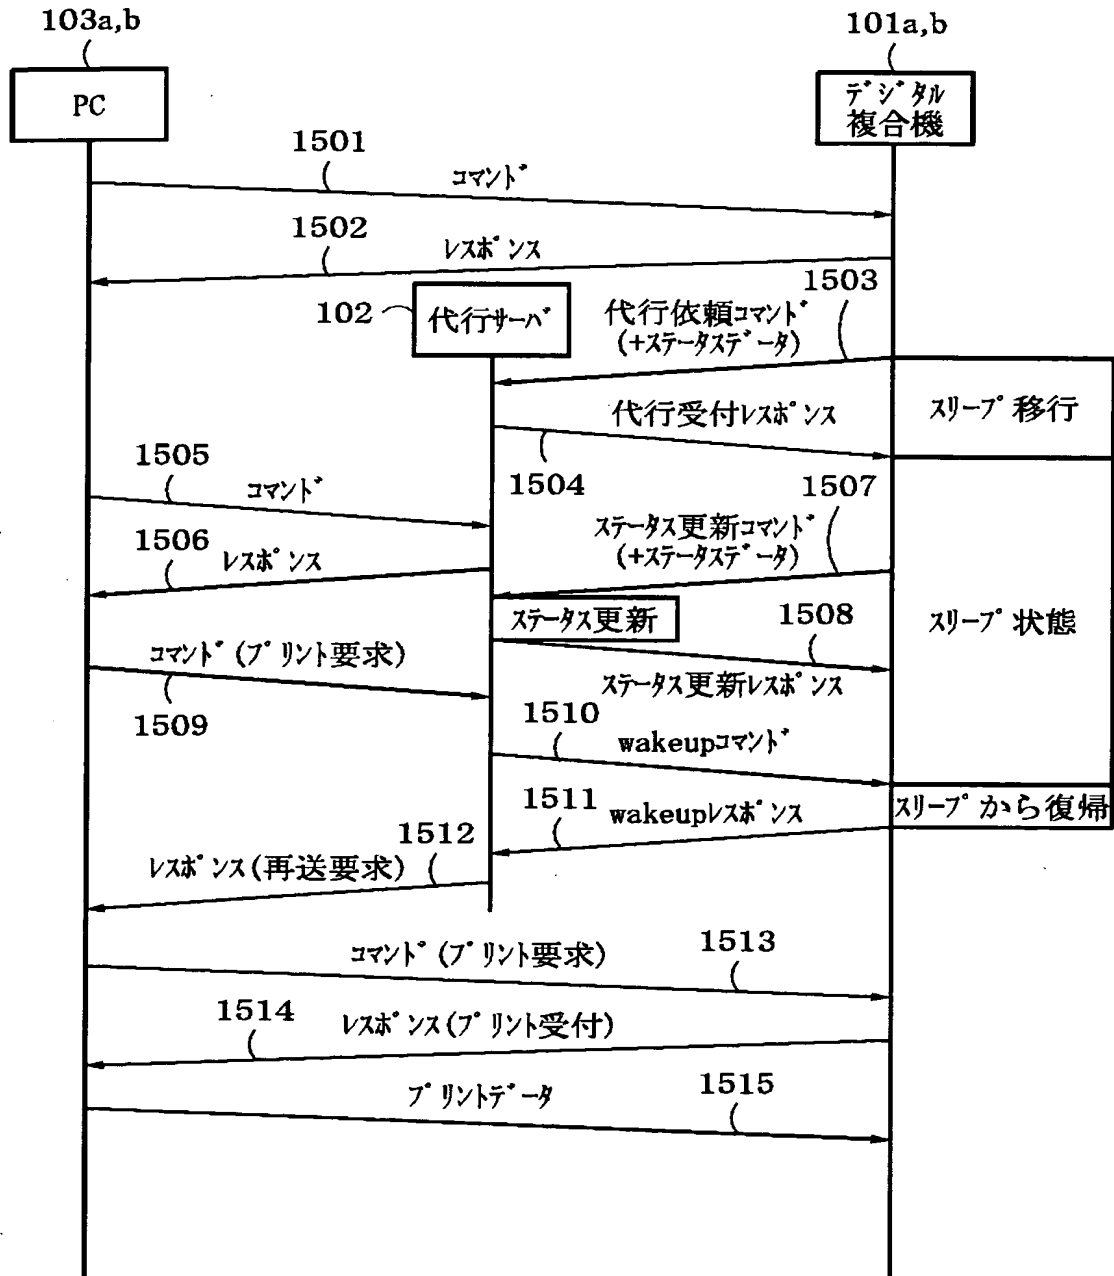 103a,b
101a,b
PC
デジタル
複合機
1501
コマンド
1502
レスポンス
1503
102
代行サーバ
代行依頼コマンド
(+ステータスデータ)
スリープ移行
代行受付レスポンス
1504
1505
コマンド
1507
ステータス更新コマンド
(+ステータスデータ)
1506
レスポンス
スリープ状態
ステータス更新
1508
コマンド(プリント要求)
ステータス更新レスポンス
1509
1510
wakeupコマンド
スリープから復帰
1511
wakeupレスポンス
1512
レスポンス(再送要求)
1513
コマンド(プリント要求)
1514
レスポンス(プリント受付)
1515
プリントデータ